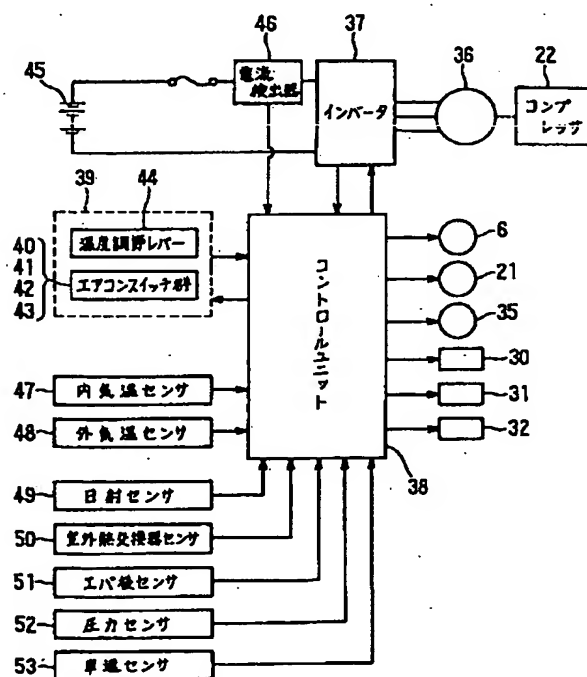 46
37
36
22
45
電流
検出器
インバータ
コンプ
レッサ
39
44
40
41
42
43
温度調野レバー
エアコンスイッチ群
コントロールユニット
6
21
35
30
31
32
38
47
内気温センサ
48
外気温センサ
49
日射センサ
50
室外熱交換器センサ
51
エバ後センサ
52
圧力センサ
53
車速センサ